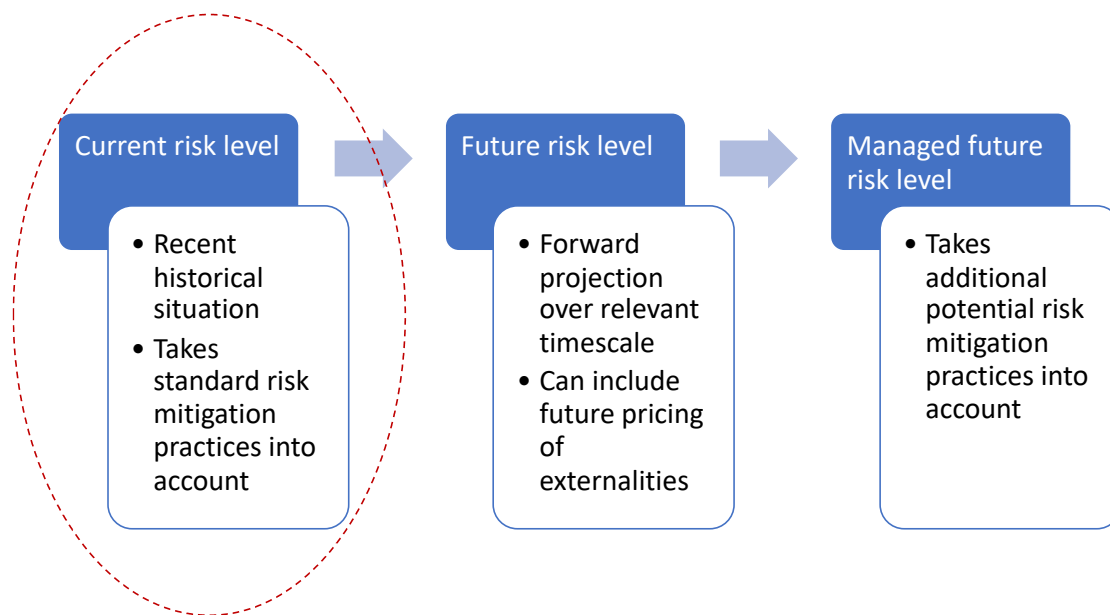 Current risk level
• Recent
historical
situation
• Takes
standard risk
mitigation
practices into
account
Future risk level
• Forward
projection
over relevant
timescale
• Can include
future pricing
of
externalities
Managed future
risk level
• Takes
additional
potential risk
mitigation
practices into
account